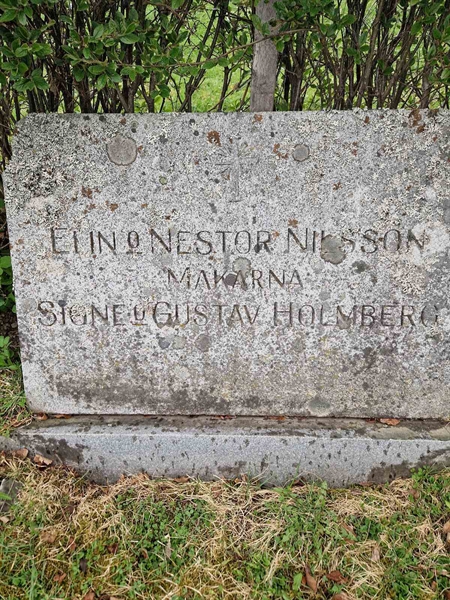 ELIN O NESTOR NILSSON
MAKARNA
SIGNE O GUSTAV HOLMBERG